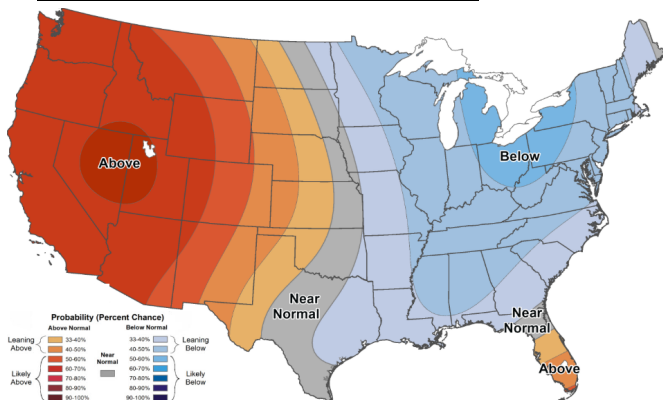 Above
Below
Near
Normal
Near
Normal
Above
Probability (Percent Chance)
Above Normal
Below Normal
Leaning
Above
33-40%
40-50%
Likely
Above
50-60%
60-70%
70-80%
80-90%
90-100%
Near
Normal
33-40%
40-50%
Leaning
Below
50-60%
60-70%
70-80%
80-90%
90-100%
Likely
Below